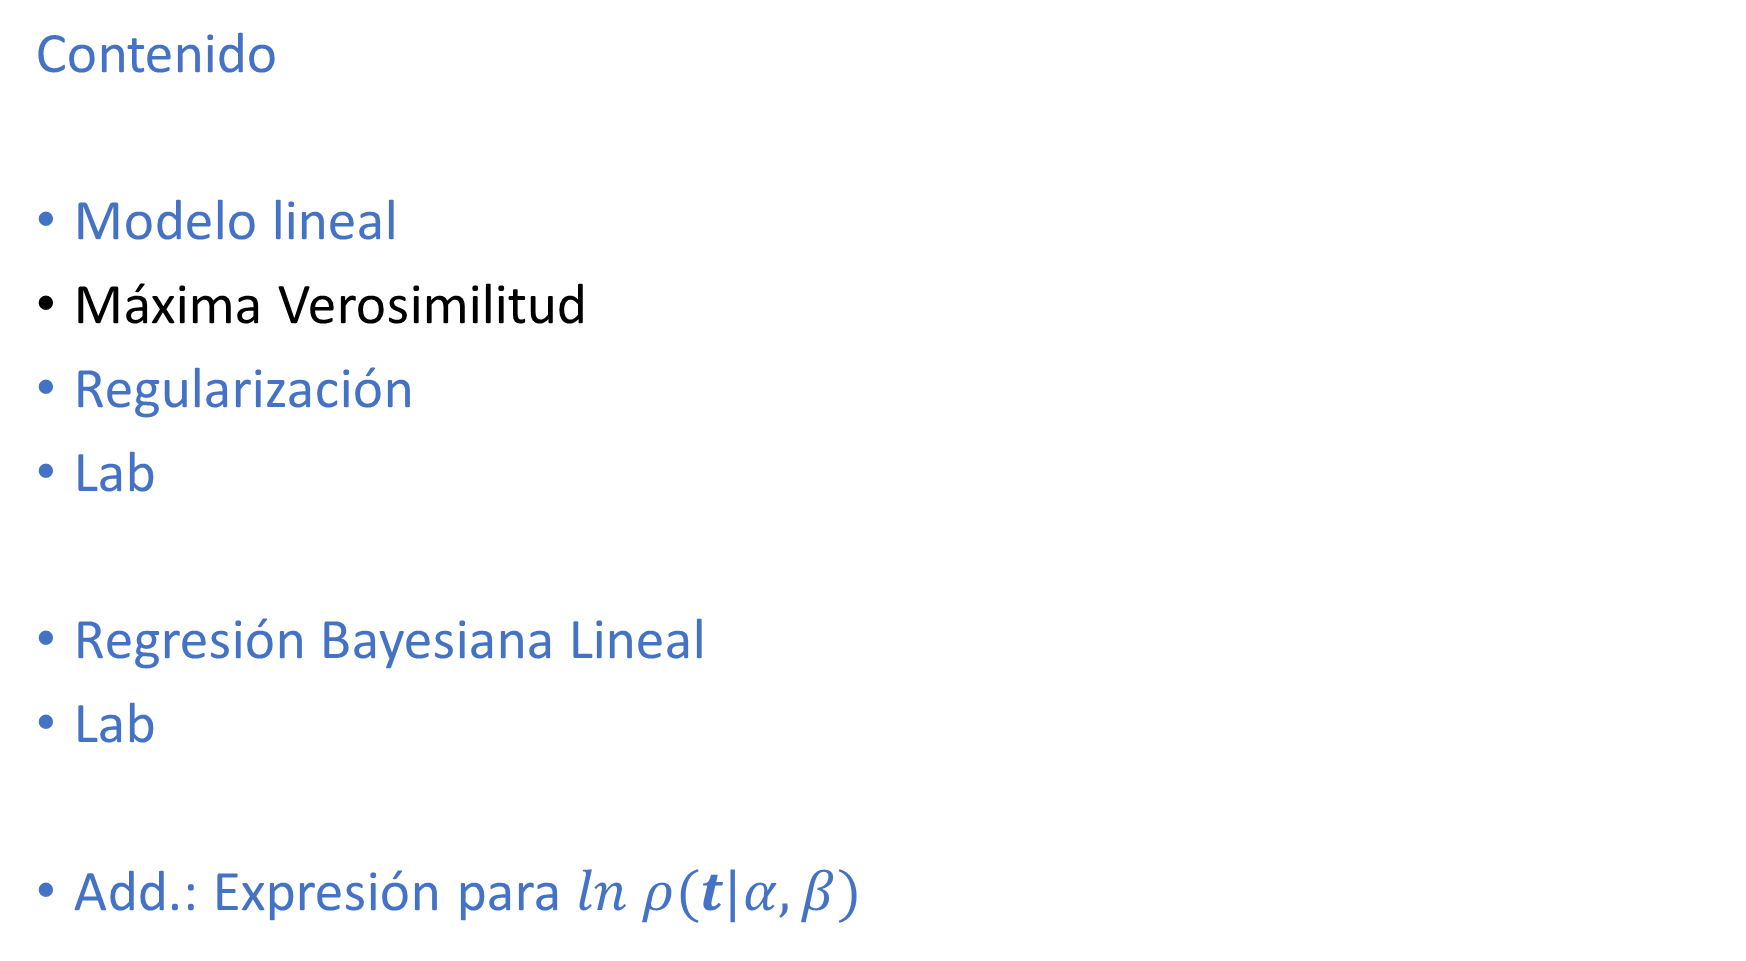 Contenido
• Modelo lineal
• Máxima Verosimilitud
• Regularización
• Lab
• Regresión Bayesiana Lineal
• Lab
• Add.: Expresión para ln ρ(t|α, β)